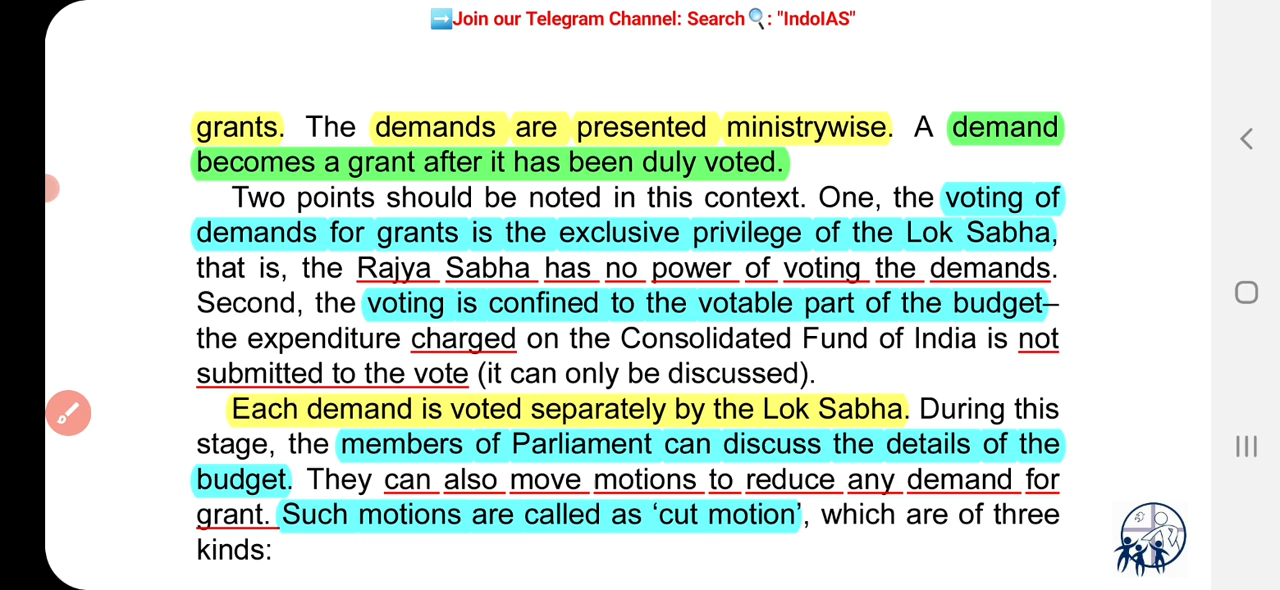 ➡️Join our Telegram Channel: Search🔍: "IndoIAS"
grants. The demands are presented ministrywise. A demand
becomes a grant after it has been duly voted.
Two points should be noted in this context. One, the voting of
demands for grants is the exclusive privilege of the Lok Sabha,
that is, the Rajya Sabha has no power of voting the demands.
Second, the voting is confined to the votable part of the budget–
the expenditure charged on the Consolidated Fund of India is not
submitted to the vote (it can only be discussed).
Each demand is voted separately by the Lok Sabha. During this
stage, the members of Parliament can discuss the details of the
budget. They can also move motions to reduce any demand for
grant. Such motions are called as ‘cut motion’, which are of three
kinds: